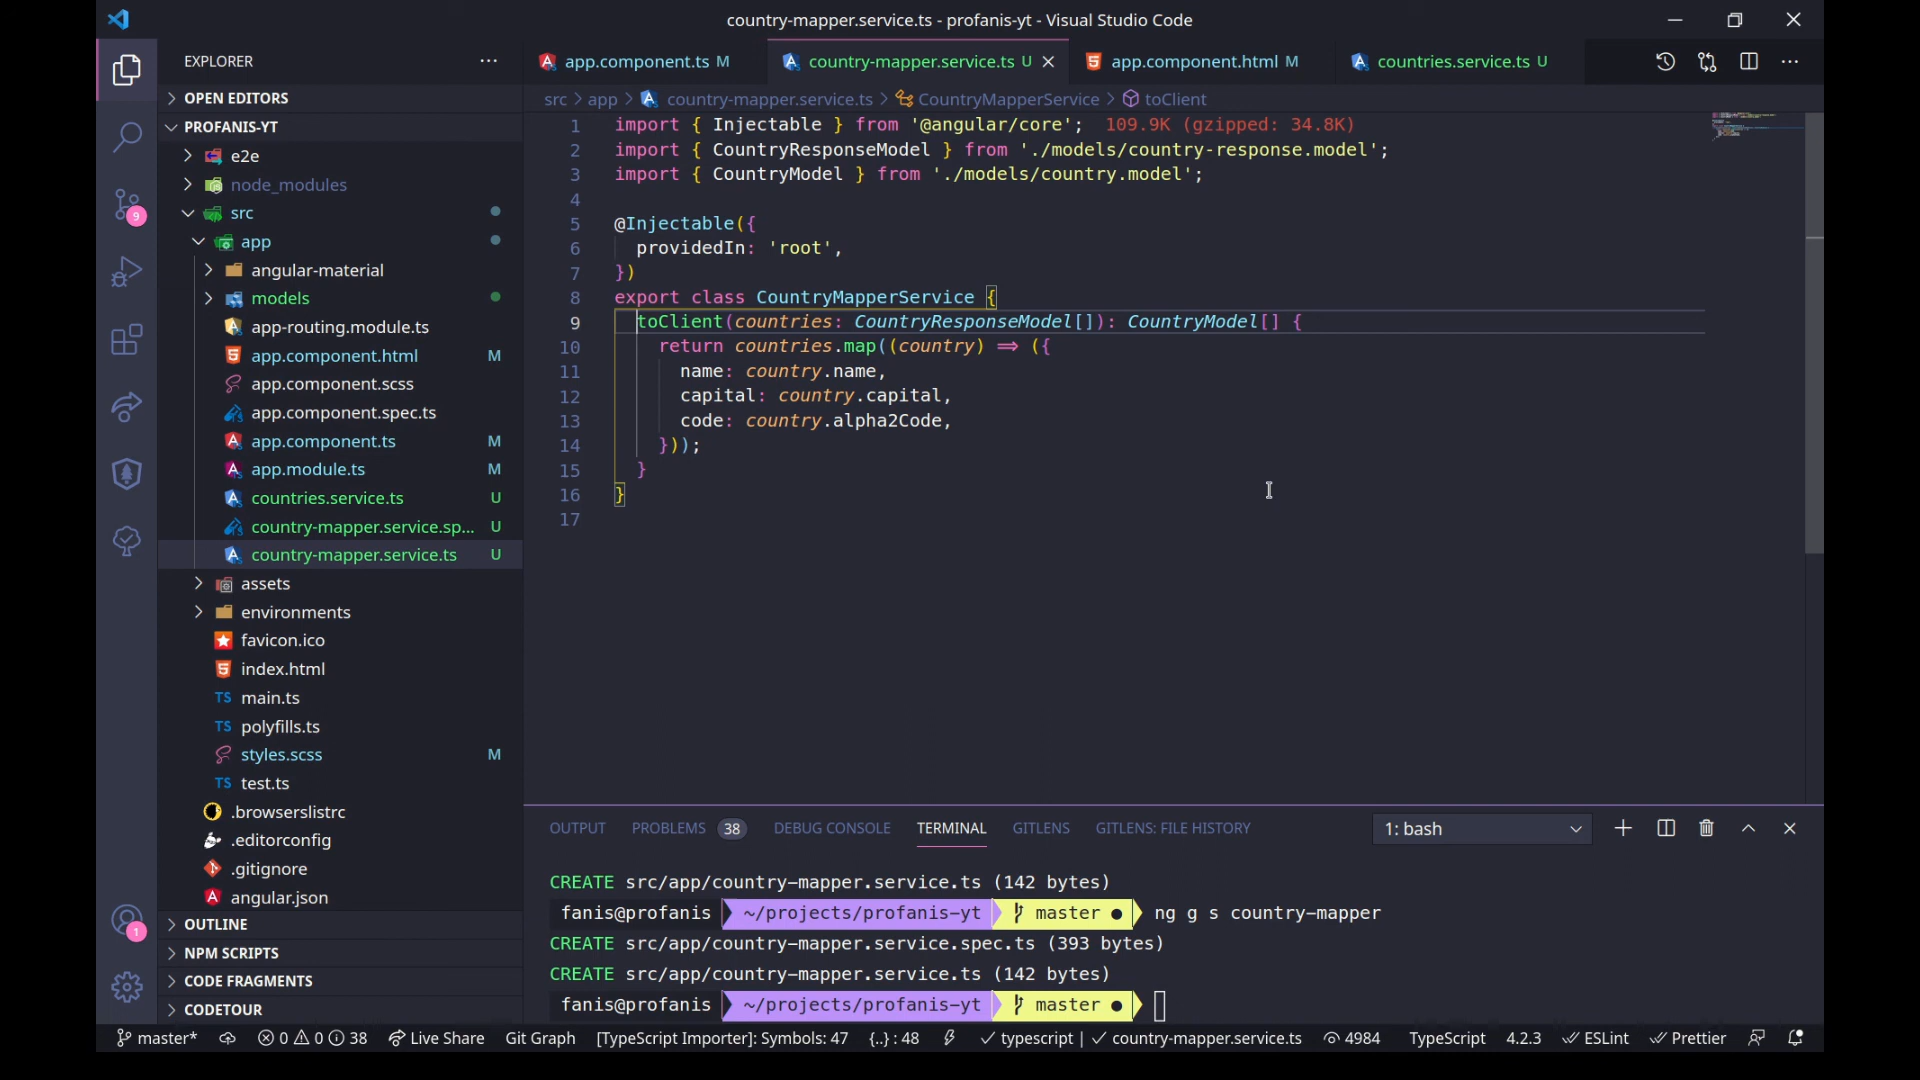 country-mapper.service.ts - profanis-yt - Visual Studio Code
EXPLORER
OPEN EDITORS
PROFANIS-YT
e2e
node_modules
src
app
angular-material
models
app-routing.module.ts
app.component.html M
app.component.scss
app.component.spec.ts
app.component.ts M
app.module.ts M
countries.service.ts U
country-mapper.service.sp... U
country-mapper.service.ts U
assets
environments
favicon.ico
index.html
TS main.ts
TS polyfills.ts
styles.scss M
TS test.ts
.browserslistrc
.editorconfig
.gitignore
angular.json
OUTLINE
NPM SCRIPTS
CODE FRAGMENTS
CODETOUR
9
1
app.component.ts M country-mapper.service.ts U app.component.html M countries.service.ts U
src > app > country-mapper.service.ts > CountryMapperService > toClient
1 import { Injectable } from '@angular/core'; 109.9K (gzipped: 34.8K)
2 import { CountryResponseModel } from './models/country-response.model';
3 import { CountryModel } from './models/country.model';
4
5 @Injectable({
6 providedIn: 'root',
7 })
8 export class CountryMapperService {
9 toClient(countries: CountryResponseModel[]): CountryModel[] {
10 return countries.map((country) => ({
11 name: country.name,
12 capital: country.capital,
13 code: country.alpha2Code,
14 }));
15 }
16 }
17
OUTPUT PROBLEMS 38 DEBUG CONSOLE TERMINAL GITLENS GITLENS: FILE HISTORY 1: bash
CREATE src/app/country-mapper.service.ts (142 bytes)
fanis@profanis ~/projects/profanis-yt master ● ng g s country-mapper
CREATE src/app/country-mapper.service.spec.ts (393 bytes)
CREATE src/app/country-mapper.service.ts (142 bytes)
fanis@profanis ~/projects/profanis-yt master ●
master* 0 0 38 Live Share Git Graph [TypeScript Importer]: Symbols: 47 {..} : 48 typescript | country-mapper.service.ts 4984 TypeScript 4.2.3 ESLint Prettier